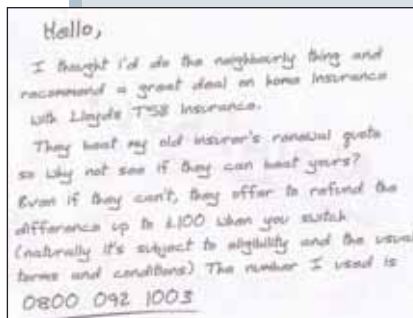 Hello,
I thought i'd do the neighbourly thing and
recommend a great deal on home insurance
with Lloyds TSB Insurance.
They beat my old insurer's renewal quote
so why not see if they can beat yours?
Even if they can't, they offer to refund the
difference up to £100 when you switch
(naturally it's subject to eligibility and the usual
terms and conditions) The number I used is
0800 092 1003